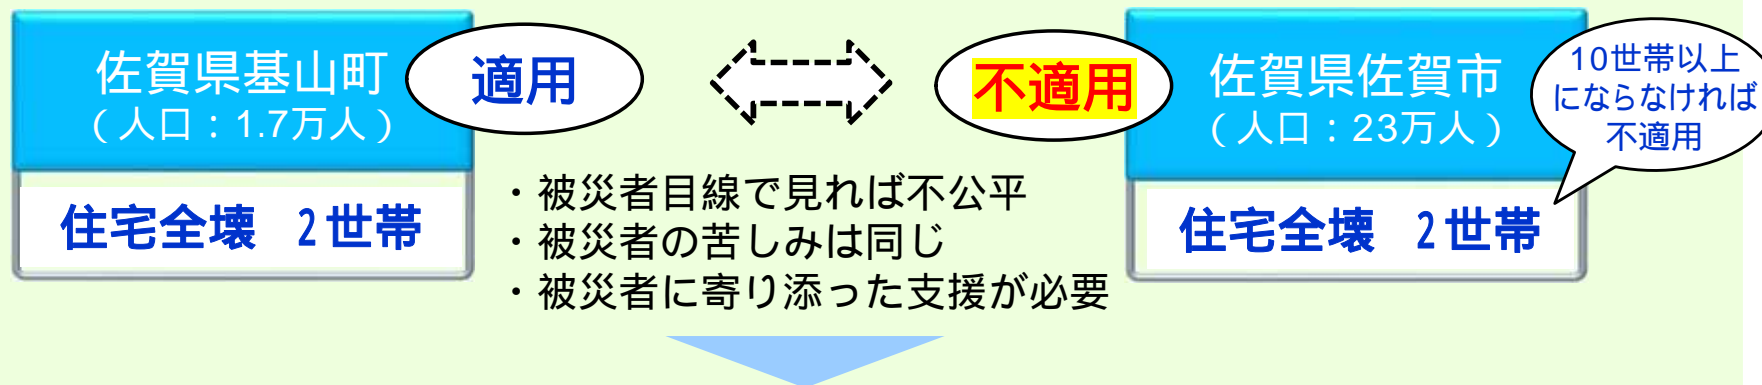 佐賀県基山町
（人口：1.7万人）
適用
住宅全壊 2世帯
不適用
佐賀県佐賀市
（人口：23万人）
10世帯以上
にならなければ
不適用
住宅全壊 2世帯
・被災者目線で見れば不公平
・被災者の苦しみは同じ
・被災者に寄り添った支援が必要